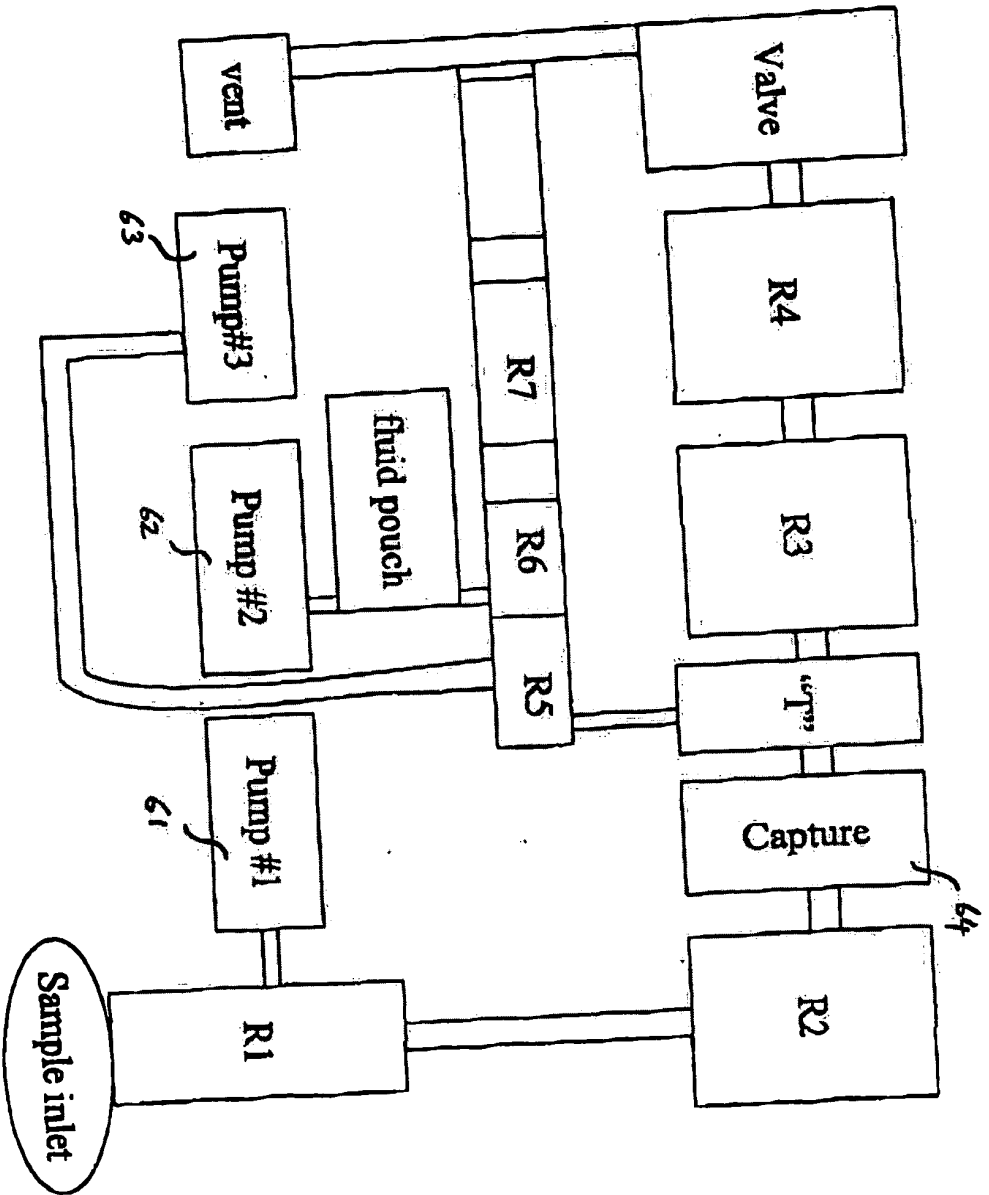 Valve
R4
R3
"T"
Capture
64
R2
R7
R6
R5
fluid pouch
vent
Pump#3
63
Pump #2
62
Pump #1
61
R1
Sample inlet